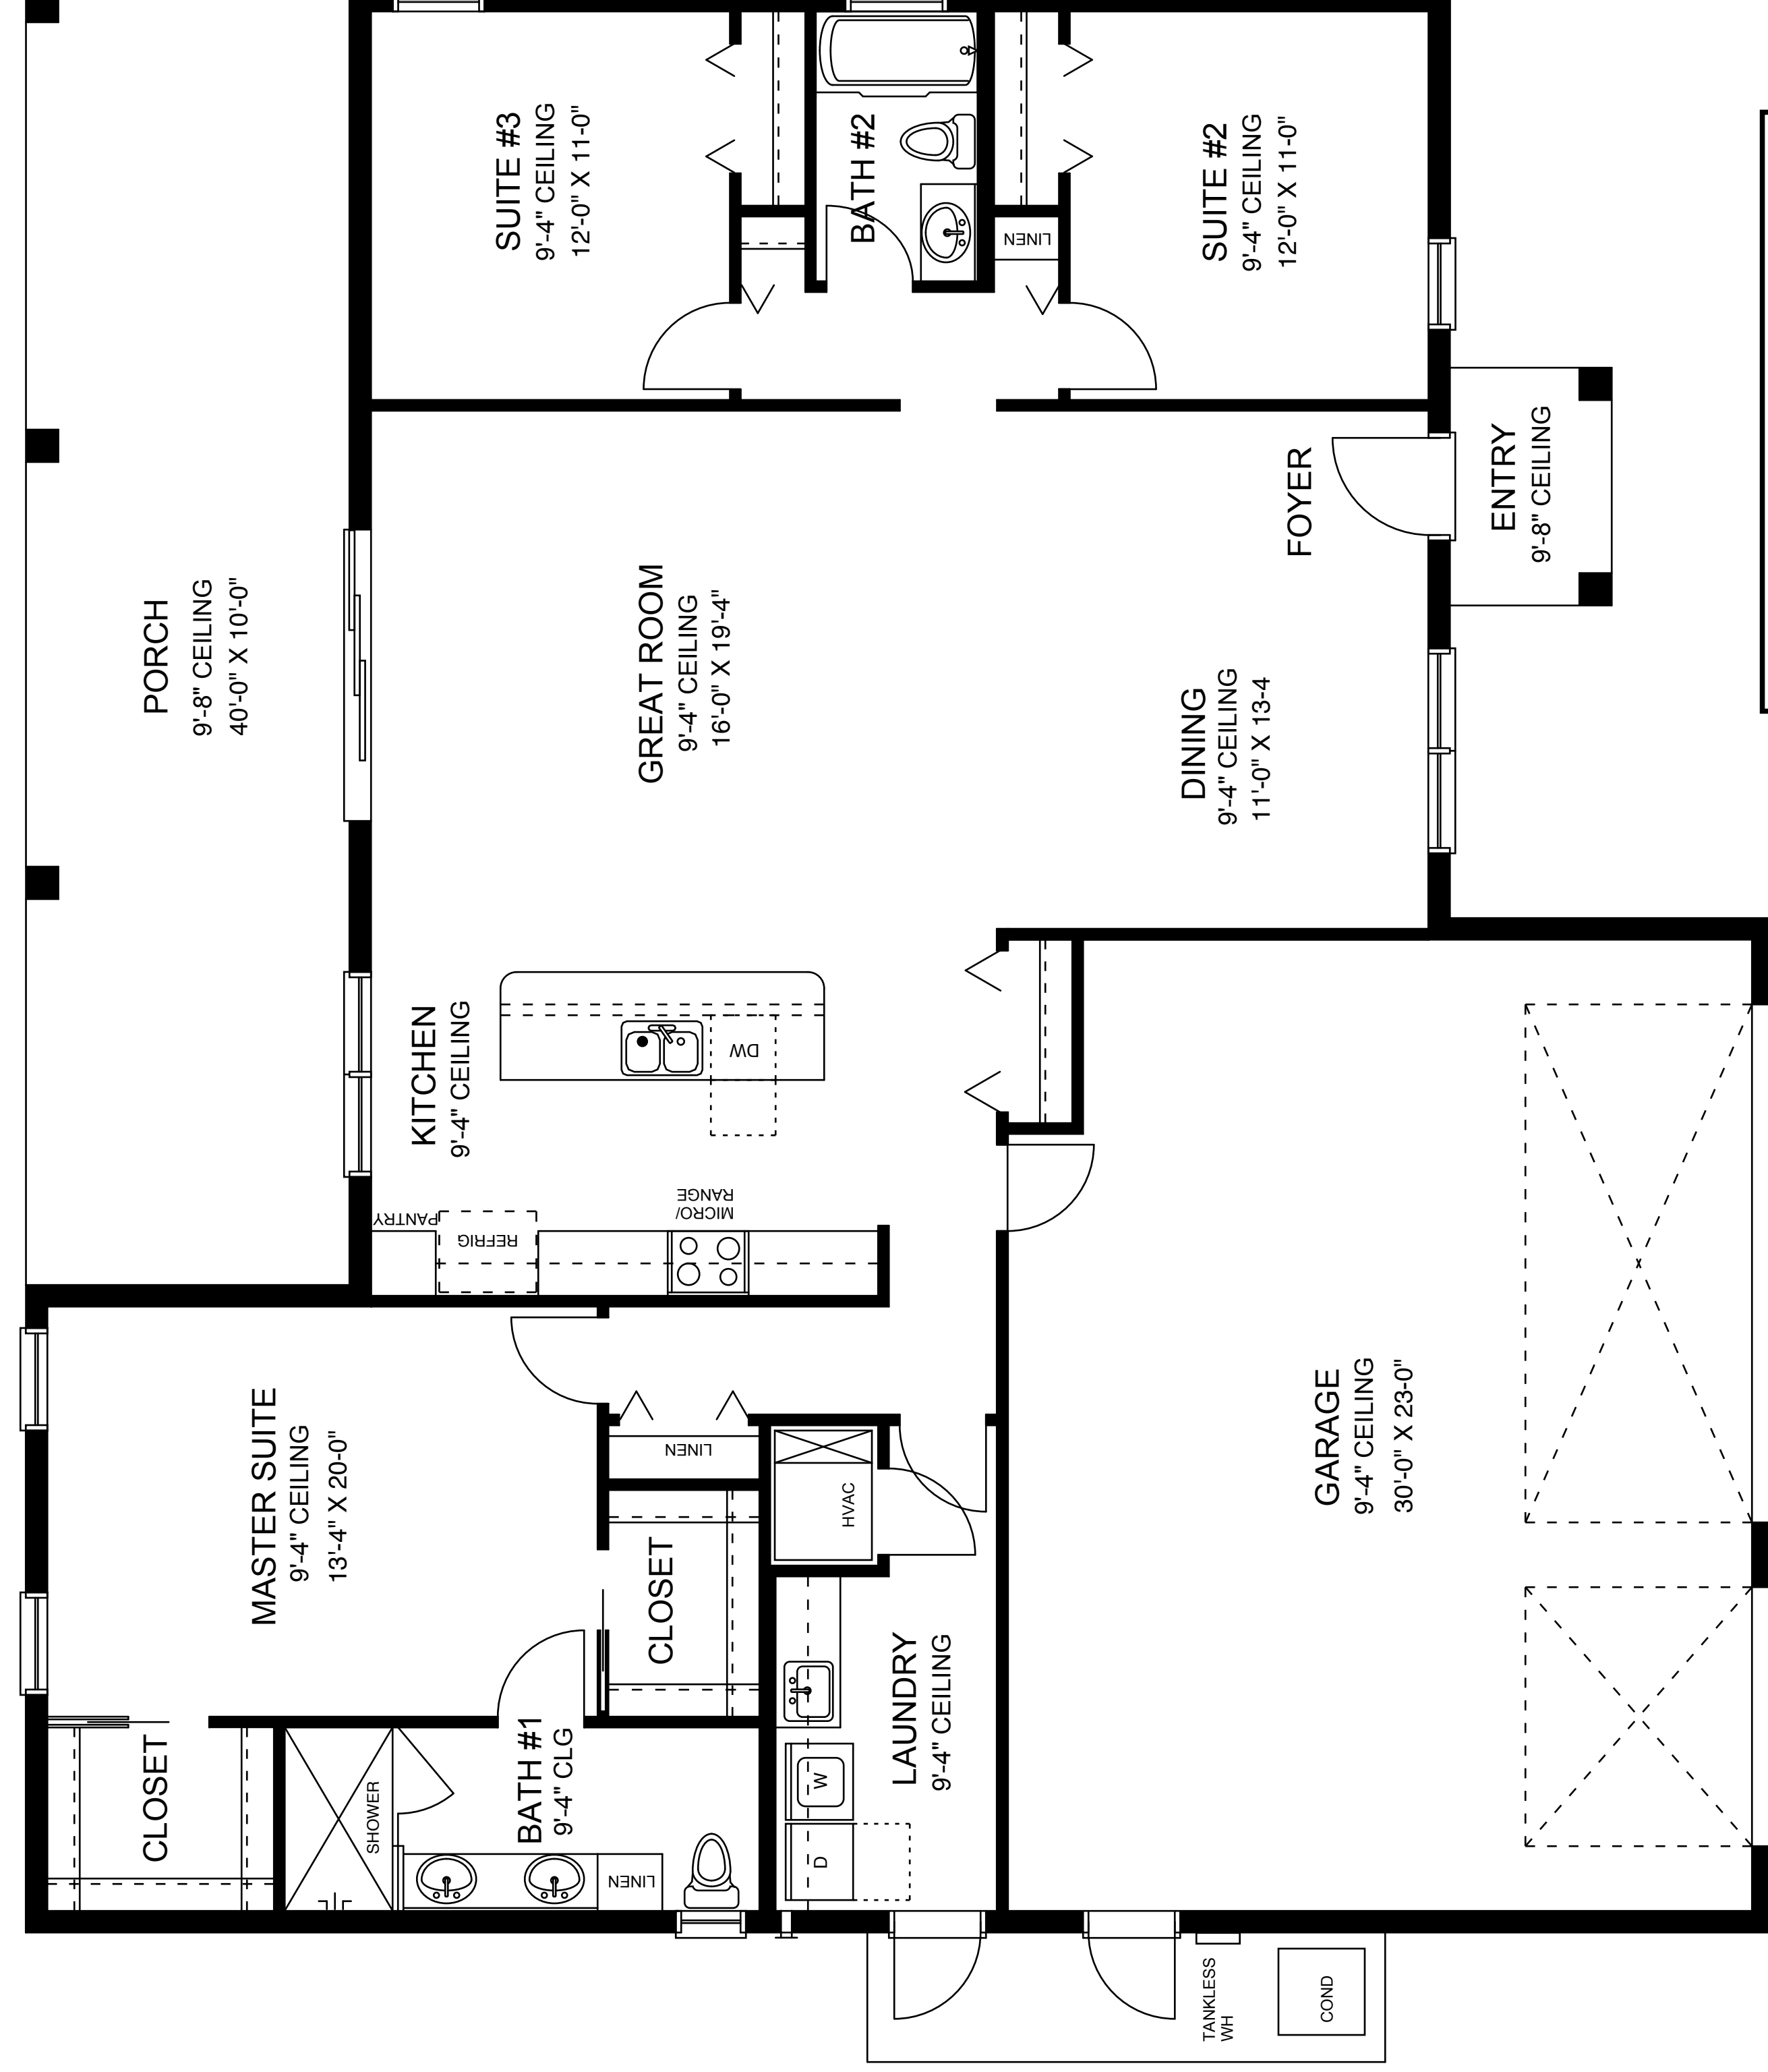 PORCH
9'-8" CEILING
40'-0" X 10'-0"
SUITE #3
9'-4" CEILING
12'-0" X 11'-0"
BATH #2
LINEN
SUITE #2
9'-4" CEILING
12'-0" X 11'-0"
GREAT ROOM
9'-4" CEILING
16'-0" X 19'-4"
FOYER
ENTRY
9'-8" CEILING
DINING
9'-4" CEILING
11'-0" X 13-4
KITCHEN
9'-4" CEILING
DW
PANTRY
REFRIG
MICRO/
RANGE
MASTER SUITE
9'-4" CEILING
13'-4" X 20-0"
LINEN
HVAC
CLOSET
GARAGE
9'-4" CEILING
30'-0" X 23-0"
CLOSET
SHOWER
BATH #1
9'-4" CLG
LINEN
LAUNDRY
9'-4" CEILING
W
D
TANKLESS
WH
COND